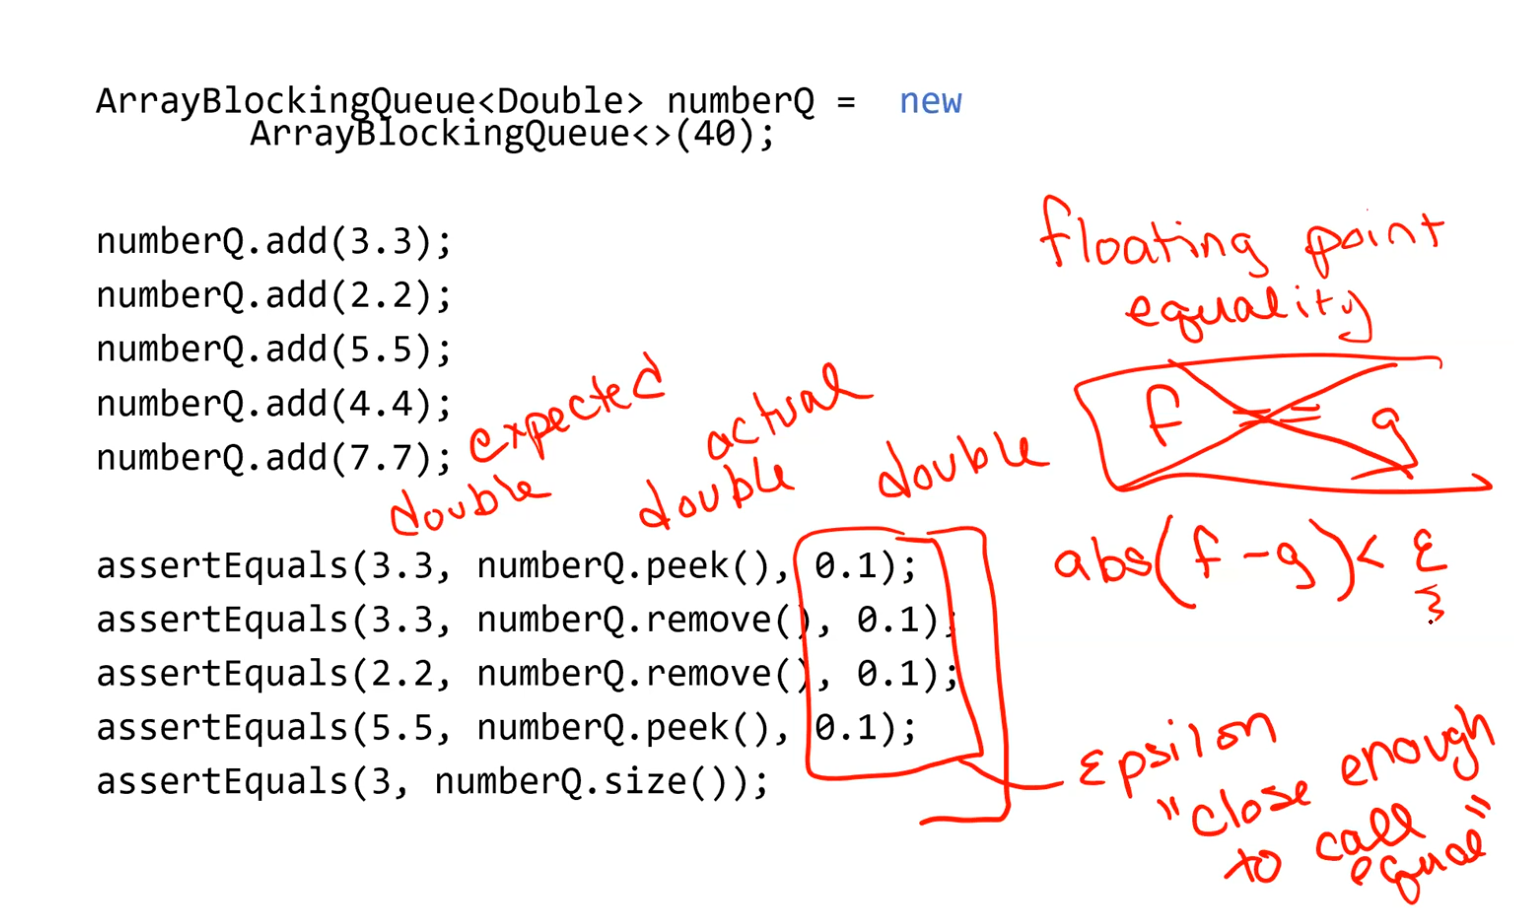 ArrayBlockingQueue<Double> numberQ = new
ArrayBlockingQueue<>(40);
numberQ.add(3.3);
numberQ.add(2.2);
numberQ.add(5.5);
numberQ.add(4.4);
numberQ.add(7.7);
expected actual
double double double
assertEquals(3.3, numberQ.peek(), 0.1);
assertEquals(3.3, numberQ.remove(), 0.1);
assertEquals(2.2, numberQ.remove(), 0.1);
assertEquals(5.5, numberQ.peek(), 0.1);
assertEquals(3, numberQ.size());
floating point
equality
f == g
abs(f-g)< ε
Epsilon
"close enough
to call
equal"